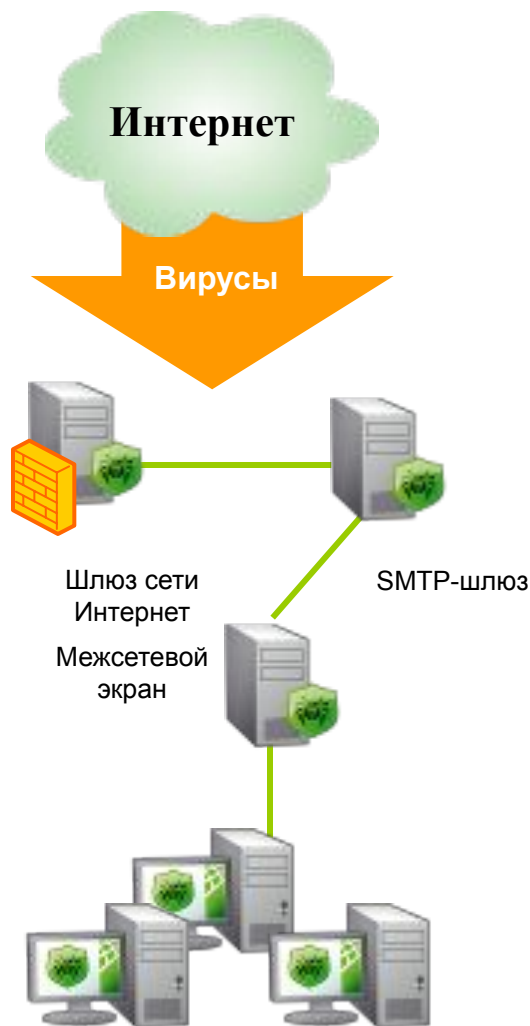 Интернет
Вирусы
Шлюз сети
Интернет
Межсетевой
экран
SMTP-шлюз